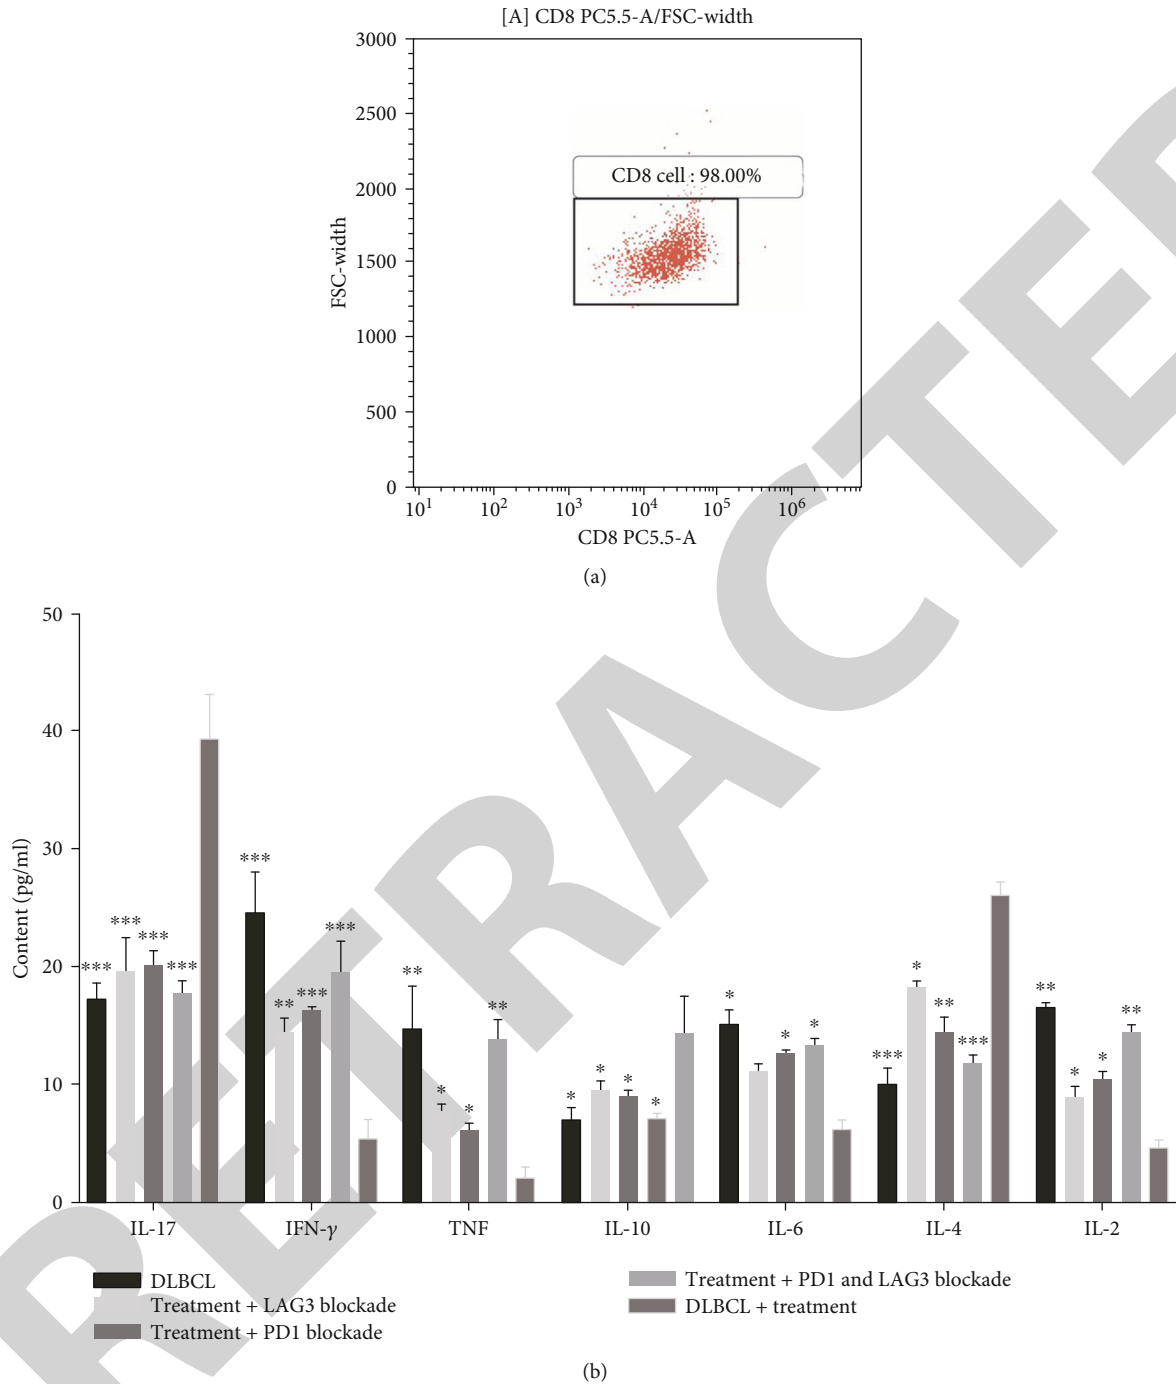 [A] CD8 PC5.5-A/FSC-width
3000
2500
2000
1500
1000
500
0
FSC-width
CD8 cell : 98.00%
10¹ 10² 10³ 10⁴ 10⁵ 10⁶
CD8 PC5.5-A
(a)
50
40
30
20
10
0
Content (pg/ml)
*** *** *** ***
*** ** *** ***
** * * **
* * * *
* * *
*** * ** ***
** * * **
IL-17 IFN-γ TNF IL-10 IL-6 IL-4 IL-2
DLBCL
Treatment + LAG3 blockade
Treatment + PD1 blockade
Treatment + PD1 and LAG3 blockade
DLBCL + treatment
(b)
RETRACTED